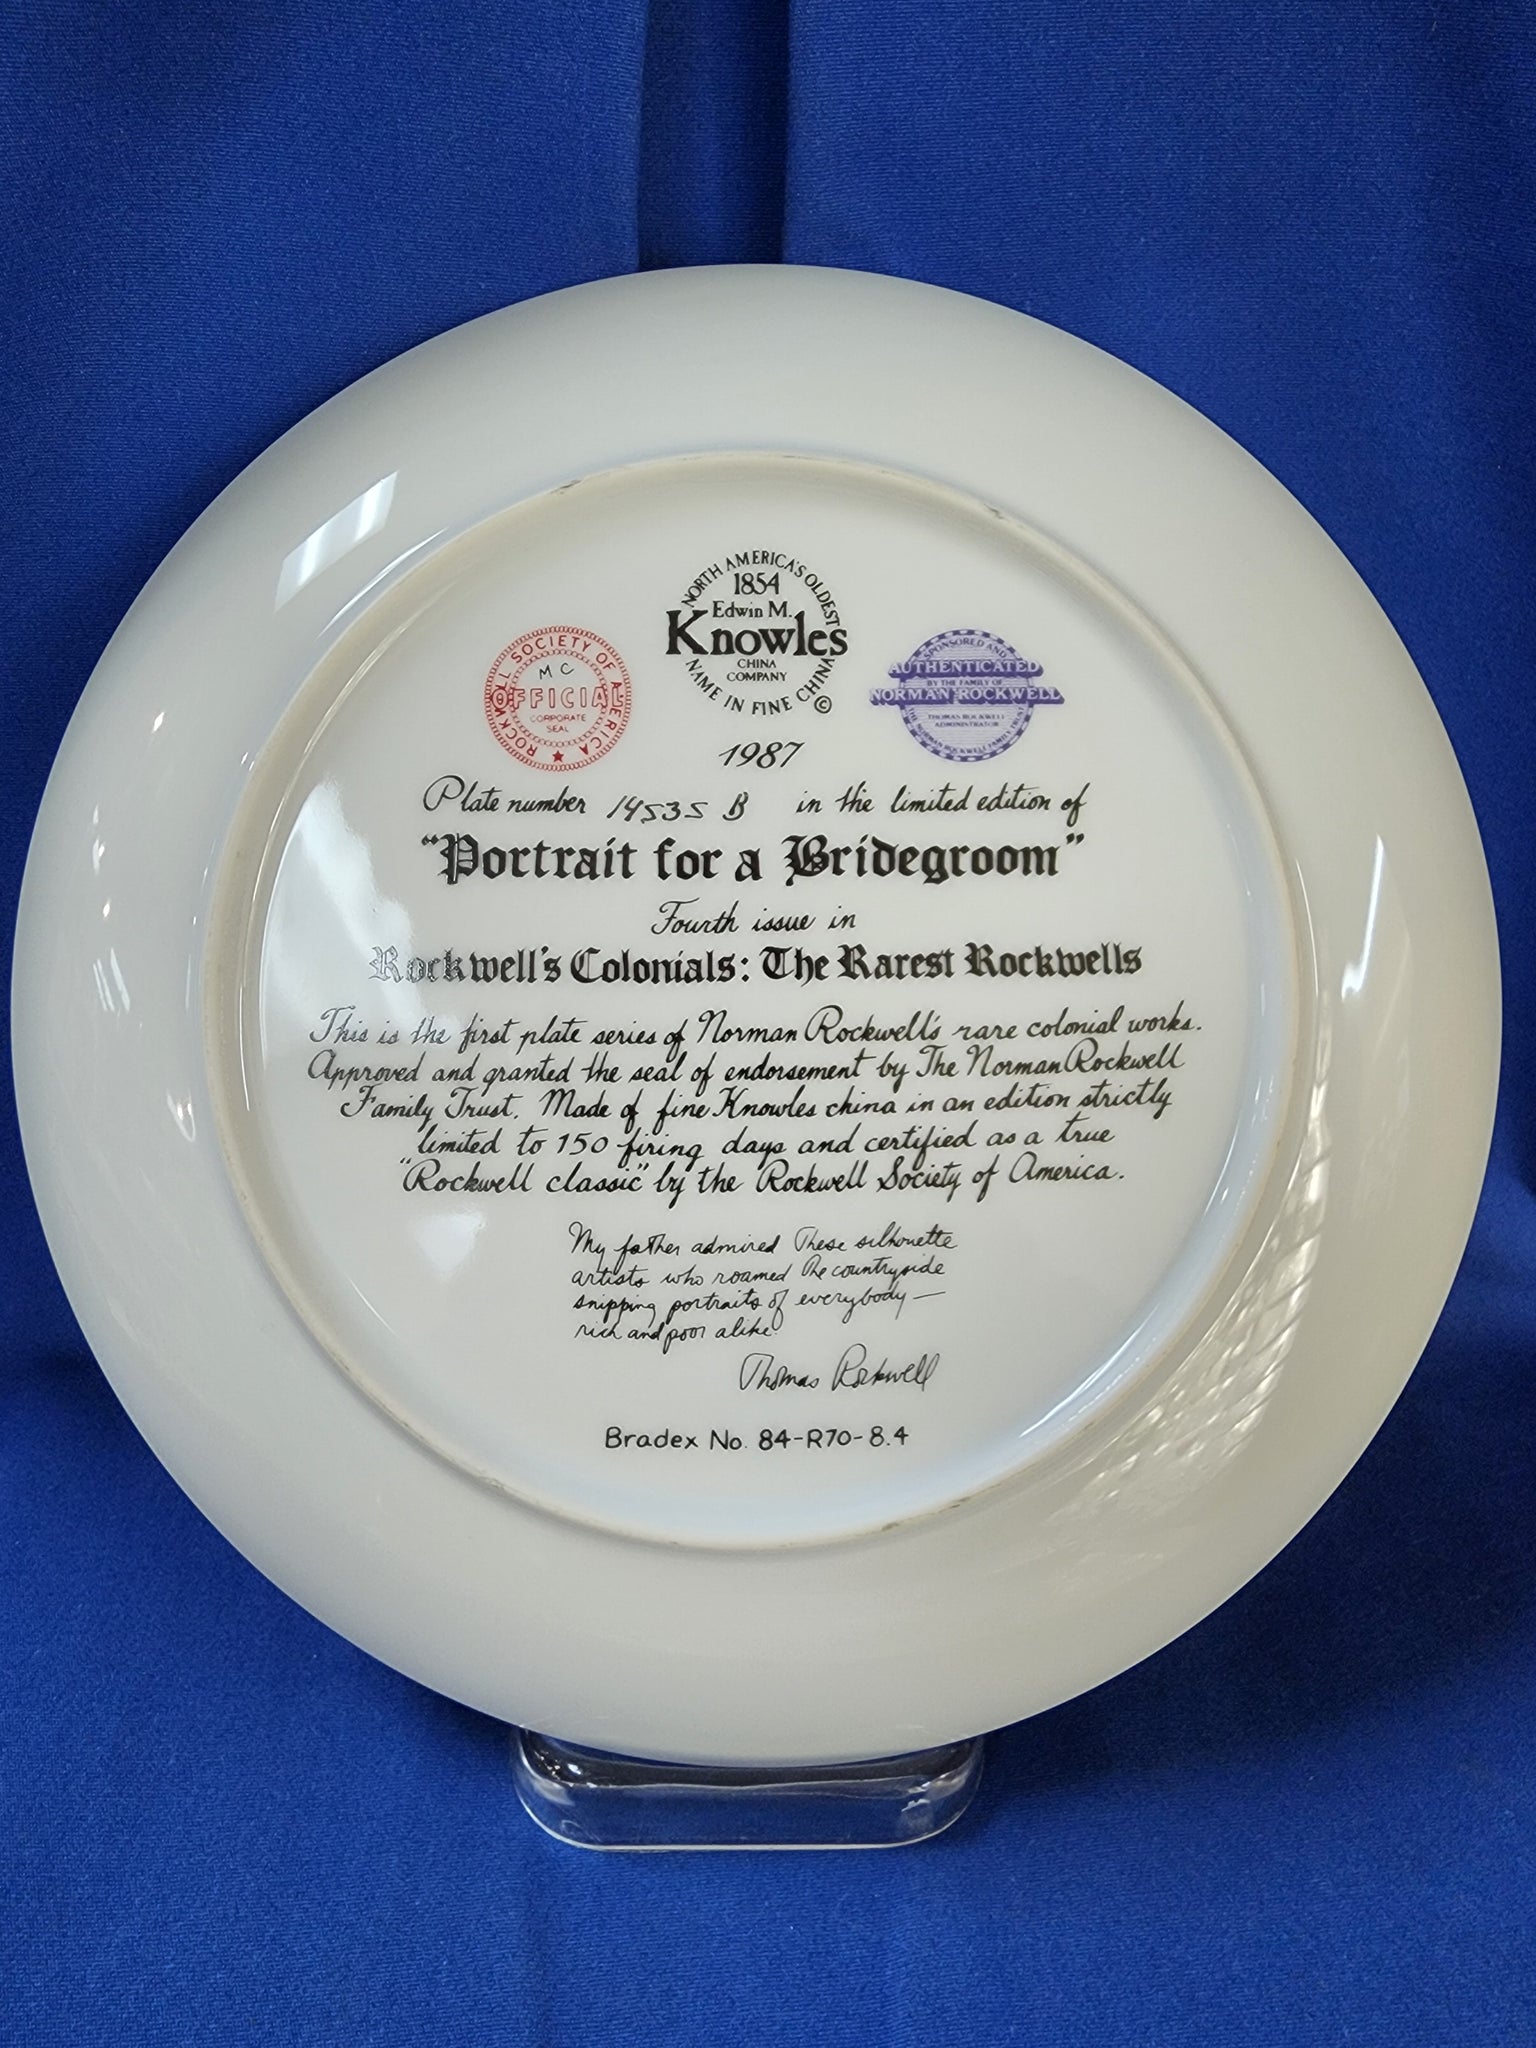 NORTH AMERICA'S OLDEST
1854
Edwin M.
Knowles
CHINA
COMPANY
NAME IN FINE CHINA ©
ROCKWELL SOCIETY OF AMERICA
MC
OFFICIAL
CORPORATE
SEAL
SPONSORED AND
AUTHENTICATED
BY THE FAMILY OF
NORMAN ROCKWELL
THOMAS ROCKWELL
ADMINISTRATOR
THE NORMAN ROCKWELL FAMILY TRUST
1987
Plate number 14535 B in the limited edition of
"Portrait for a Bridegroom"
Fourth issue in
Rockwell's Colonials: The Rarest Rockwells
This is the first plate series of Norman Rockwell's rare colonial works.
Approved and granted the seal of endorsement by The Norman Rockwell
Family Trust. Made of fine Knowles china in an edition strictly
limited to 150 firing days and certified as a true
"Rockwell classic" by the Rockwell Society of America.
My father admired these silhouette
artists who roamed the countryside
snipping portraits of everybody —
rich and poor alike.
Thomas Rockwell
Bradex No. 84-R70-8.4